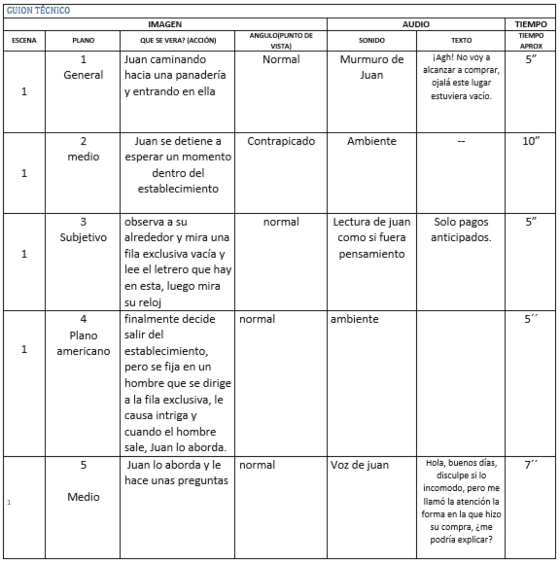 GUION TÉCNICO
IMAGEN AUDIO TIEMPO
ESCENA PLANO QUE SE VERA? (ACCIÓN) ANGULO(PUNTO DE VISTA) SONIDO TEXTO TIEMPO APROX
1
1
General
Juan caminando
hacia una panadería
y entrando en ella
Normal
Murmuro de
Juan
¡Agh! No voy a
alcanzar a comprar,
ojalá este lugar
estuviera vacío.
5”
1
2
medio
Juan se detiene a
esperar un momento
dentro del
establecimiento
Contrapicado
Ambiente
--
10”
1
3
Subjetivo
observa a su
alrededor y mira una
fila exclusiva vacía y
lee el letrero que hay
en esta, luego mira
su reloj
normal
Lectura de juan
como si fuera
pensamiento
Solo pagos
anticipados.
5”
1
4
Plano
americano
finalmente decide
salir del
establecimiento,
pero se fija en un
hombre que se dirige
a la fila exclusiva, le
causa intriga y
cuando el hombre
sale, Juan lo aborda.
normal
ambiente
5´´
1
5
Medio
Juan lo aborda y le
hace unas preguntas
normal
Voz de juan
Hola, buenos días,
disculpe si lo
incomodo, pero me
llamó la atención la
forma en la que hizo
su compra, ¿me
podría explicar?
7´´